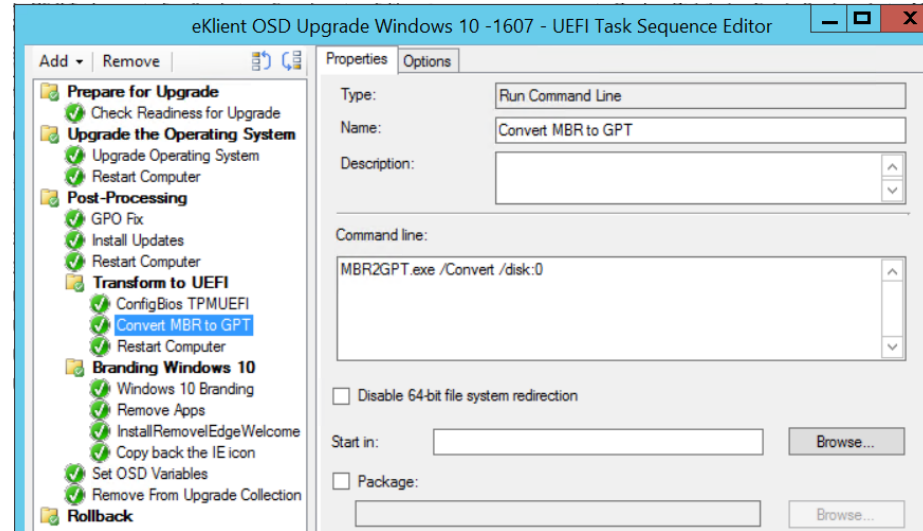 eKlient OSD Upgrade Windows 10 -1607 - UEFI Task Sequence Editor
Add Remove
Properties Options
Prepare for Upgrade
Check Readiness for Upgrade
Upgrade the Operating System
Upgrade Operating System
Restart Computer
Post-Processing
GPO Fix
Install Updates
Restart Computer
Transform to UEFI
ConfigBios TPMUEFI
Convert MBR to GPT
Restart Computer
Branding Windows 10
Windows 10 Branding
Remove Apps
InstallRemovelEdgeWelcome
Copy back the IE icon
Set OSD Variables
Remove From Upgrade Collection
Rollback
Type: Run Command Line
Name: Convert MBR to GPT
Description:
Command line:
MBR2GPT.exe /Convert /disk:0
Disable 64-bit file system redirection
Start in: Browse...
Package:
Browse...